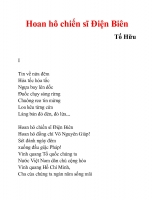 Hoan hô chiến sĩ Điện Biên
Tố Hữu
I
Tin về nửa đêm
Hỏa tốc hỏa tốc
Ngựa bay lên dốc
Đuốc chạy sáng rừng
Chuông reo tin mừng
Loa kêu từng cửa
Làng bản đỏ đèn, đỏ lửa...
Hoan hô chiến sĩ Điện Biên
Hoan hô đồng chí Võ Nguyên Giáp!
Sét đánh ngày đêm
xuống đầu giặc Pháp!
Vinh quang Tổ quốc chúng ta
Nước Việt Nam dân chủ cộng hòa
Vinh quang Hồ Chí Minh,
Cha của chúng ta ngàn năm sống mãi